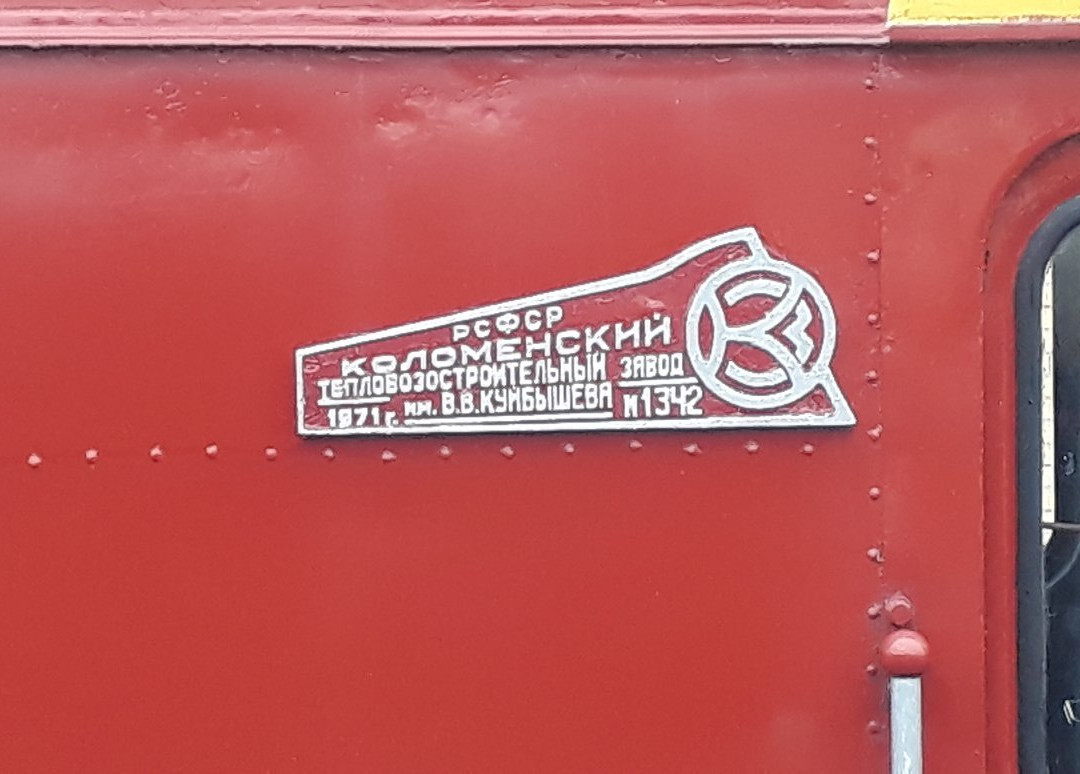 РСФСР
КОЛОМЕНСКИЙ
ТЕПЛОВОЗОСТРОИТЕЛЬНЫЙ ЗАВОД
1971 г. им. В.В.КУЙБЫШЕВА №1342